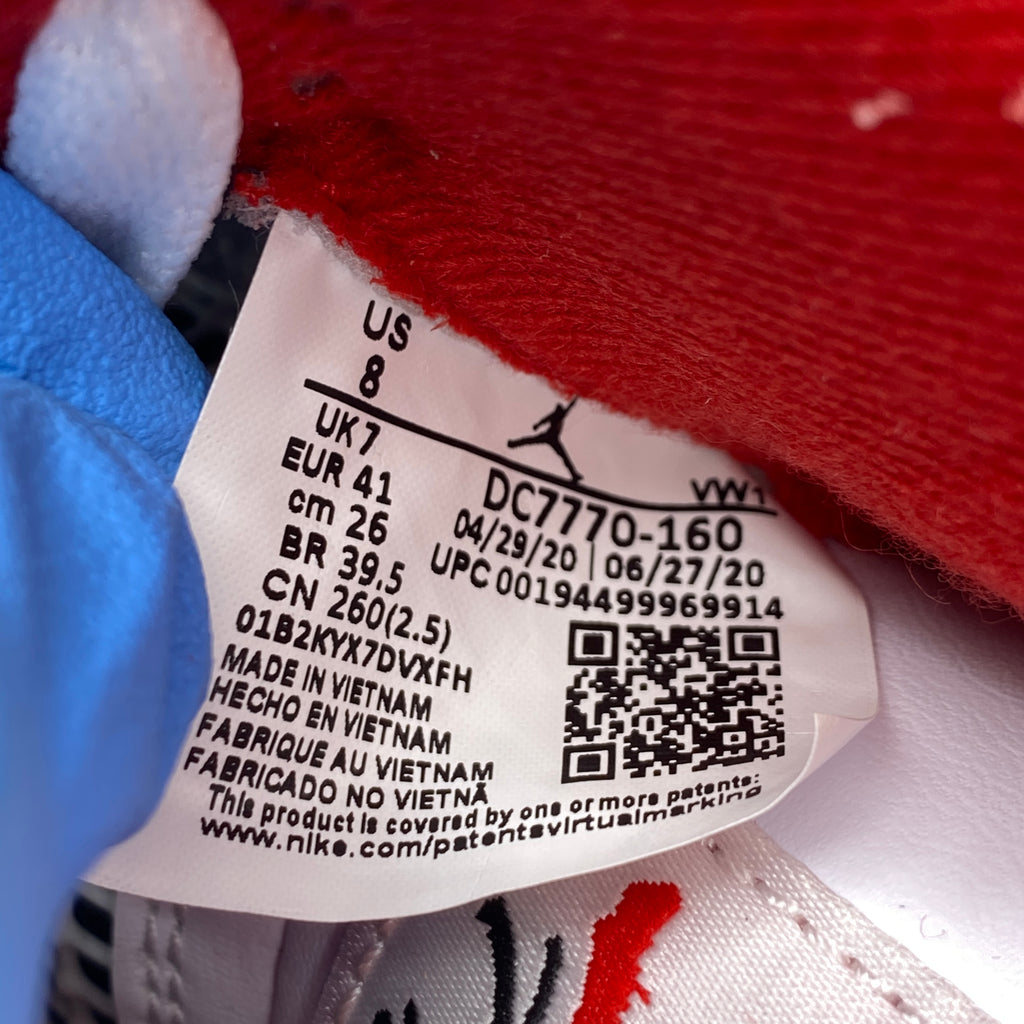 US
8
VW1
UK 7
EUR 41
cm 26
BR 39.5
CN 260(2.5)
01B2KYX7DVXFH
DC7770-160
04/29/20 | 06/27/20
UPC 00194499969914
MADE IN VIETNAM
HECHO EN VIETNAM
FABRIQUE AU VIETNAM
FABRICADO NO VIETNÃ
This product is covered by one or more patents:
www.nike.com/patentsvirtualmarking